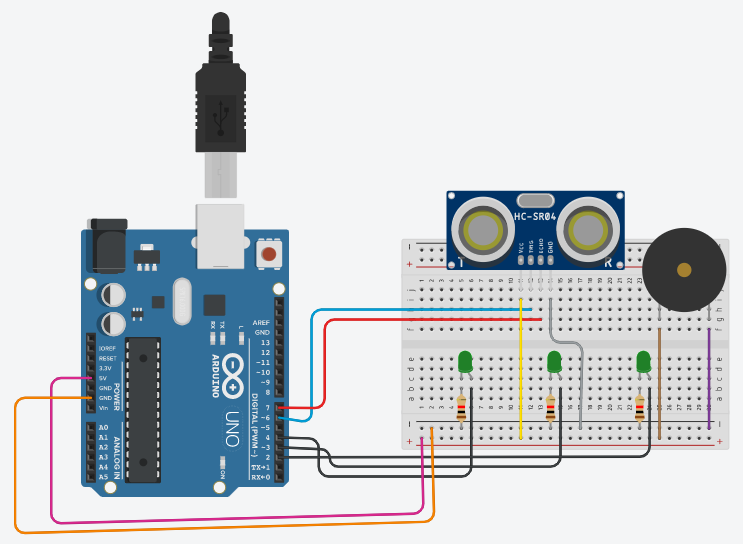 HC-SR04
T
R
VCC
TRIG
ECHO
GND
RX
TX
L
ARDUINO
UNO
ON
AREF
GND
13
12
~11
~10
~9
8
7
~6
~5
4
~3
2
TX→1
RX←0
DIGITAL (PWM~)
IOREF
RESET
3.3V
5V
GND
GND
Vin
POWER
A0
A1
A2
A3
A4
A5
ANALOG IN
a b c d e
a b c d e